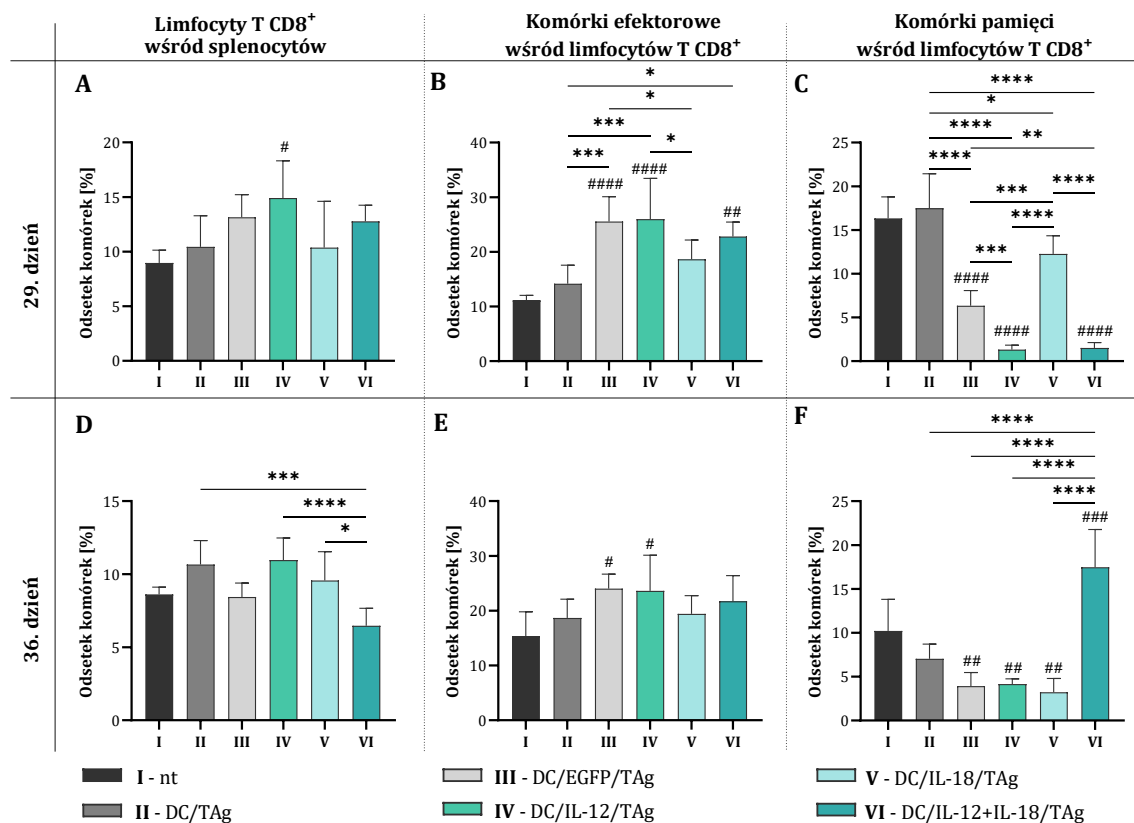 Limfocyty T CD8+
wśród splenocytów
Komórki efektorowe
wśród limfocytów T CD8+
Komórki pamięci
wśród limfocytów T CD8+
29. dzień
A
Odsetek komórek [%]
20
15
10
5
0
#
I II III IV V VI
B
Odsetek komórek [%]
40
30
20
10
0
*
*
***
*
***
####
####
##
I II III IV V VI
C
Odsetek komórek [%]
25
20
15
10
5
0
****
*
****
**
****
****
***
****
***
####
####
####
I II III IV V VI
36. dzień
D
Odsetek komórek [%]
15
10
5
0
***
****
*
I II III IV V VI
E
Odsetek komórek [%]
40
30
20
10
0
#
#
I II III IV V VI
F
Odsetek komórek [%]
25
20
15
10
5
0
****
****
****
****
###
##
##
##
I II III IV V VI
I - nt
II - DC/TAg
III - DC/EGFP/TAg
IV - DC/IL-12/TAg
V - DC/IL-18/TAg
VI - DC/IL-12+IL-18/TAg